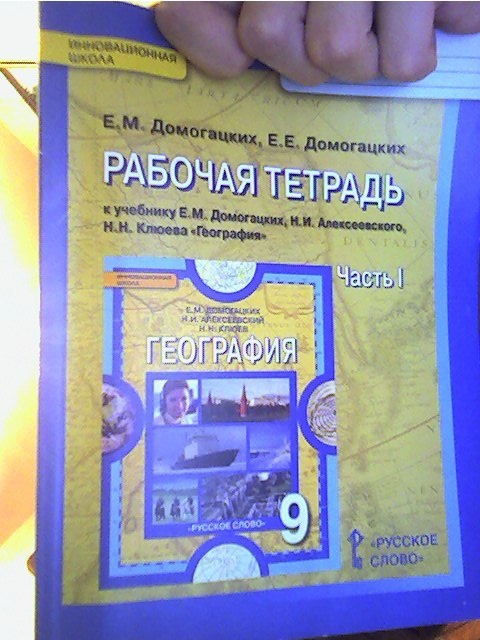 ИННОВАЦИОННАЯ
ШКОЛА
Е.М. Домогацких, Е.Е. Домогацких
РАБОЧАЯ ТЕТРАДЬ
к учебнику Е.М. Домогацких, Н.И. Алексеевского,
Н.Н. Клюева «География»
DENTALIS
Часть I
ИННОВАЦИОННАЯ
ШКОЛА
Е.М. ДОМОГАЦКИХ
Н.И. АЛЕКСЕЕВСКИЙ
Н.Н. КЛЮЕВ
ГЕОГРАФИЯ
«РУССКОЕ СЛОВО»
9
«РУССКОЕ
СЛОВО»